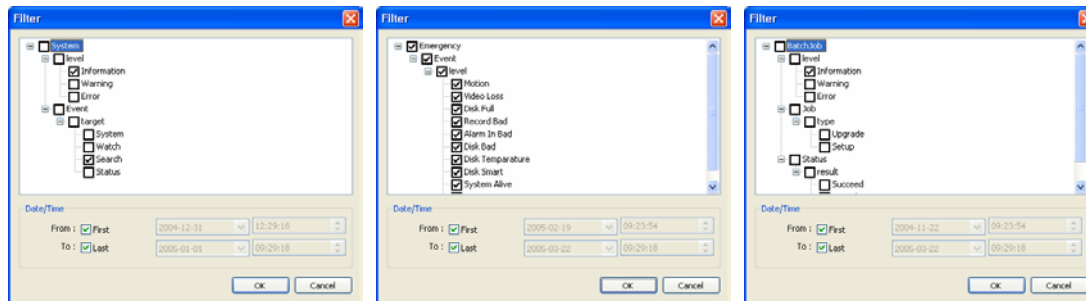 Filter
System
level
Information
Warning
Error
Event
target
System
Watch
Search
Status
Date/Time
From : First 2004-12-31 12:29:18
To : Last 2005-01-01 09:29:18
OK Cancel
Filter
Emergency
Event
level
Motion
Video Loss
Disk Full
Record Bad
Alarm In Bad
Disk Bad
Disk Temparature
Disk Smart
System Alive
Date/Time
From : First 2005-02-19 09:23:54
To : Last 2005-03-22 09:29:18
OK Cancel
Filter
BatchJob
level
Information
Warning
Error
Job
type
Upgrade
Setup
Status
result
Succeed
Date/Time
From : First 2004-11-22 09:23:54
To : Last 2005-03-22 09:29:18
OK Cancel